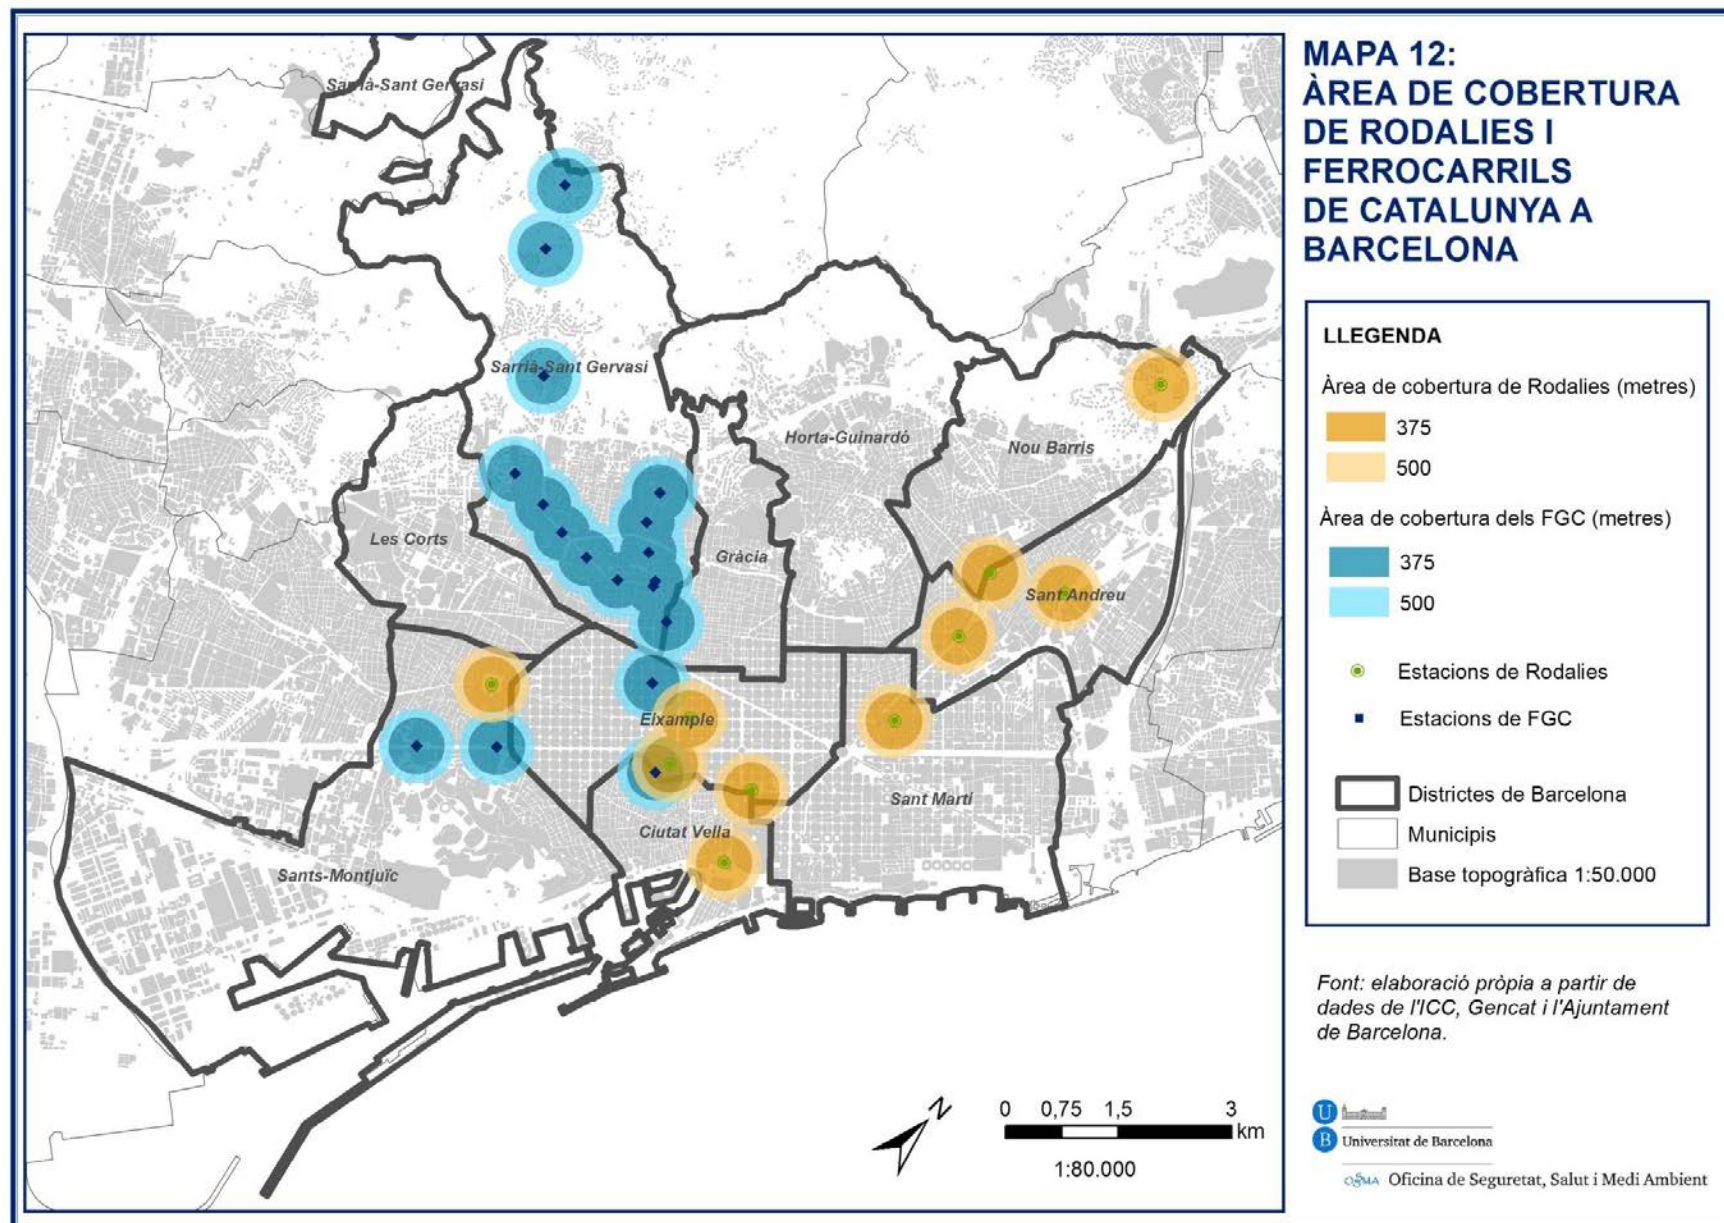 MAPA 12:
ÀREA DE COBERTURA
DE RODALIES I
FERROCARRILS
DE CATALUNYA A
BARCELONA
LLEGENDA
Àrea de cobertura de Rodalies (metres)
375
500
Àrea de cobertura dels FGC (metres)
375
500
Estacions de Rodalies
Estacions de FGC
Districtes de Barcelona
Municipis
Base topogràfica 1:50.000
Font: elaboració pròpia a partir de
dades de l'ICC, Gencat i l'Ajuntament
de Barcelona.
U
B
Universitat de Barcelona
OSSMA Oficina de Seguretat, Salut i Medi Ambient
Sarrià-Sant Gervasi
Sarrià-Sant Gervasi
Horta-Guinardó
Nou Barris
Les Corts
Gràcia
Sant Andreu
Eixample
Sant Martí
Ciutat Vella
Sants-Montjuïc
N
0 0,75 1,5 3
km
1:80.000